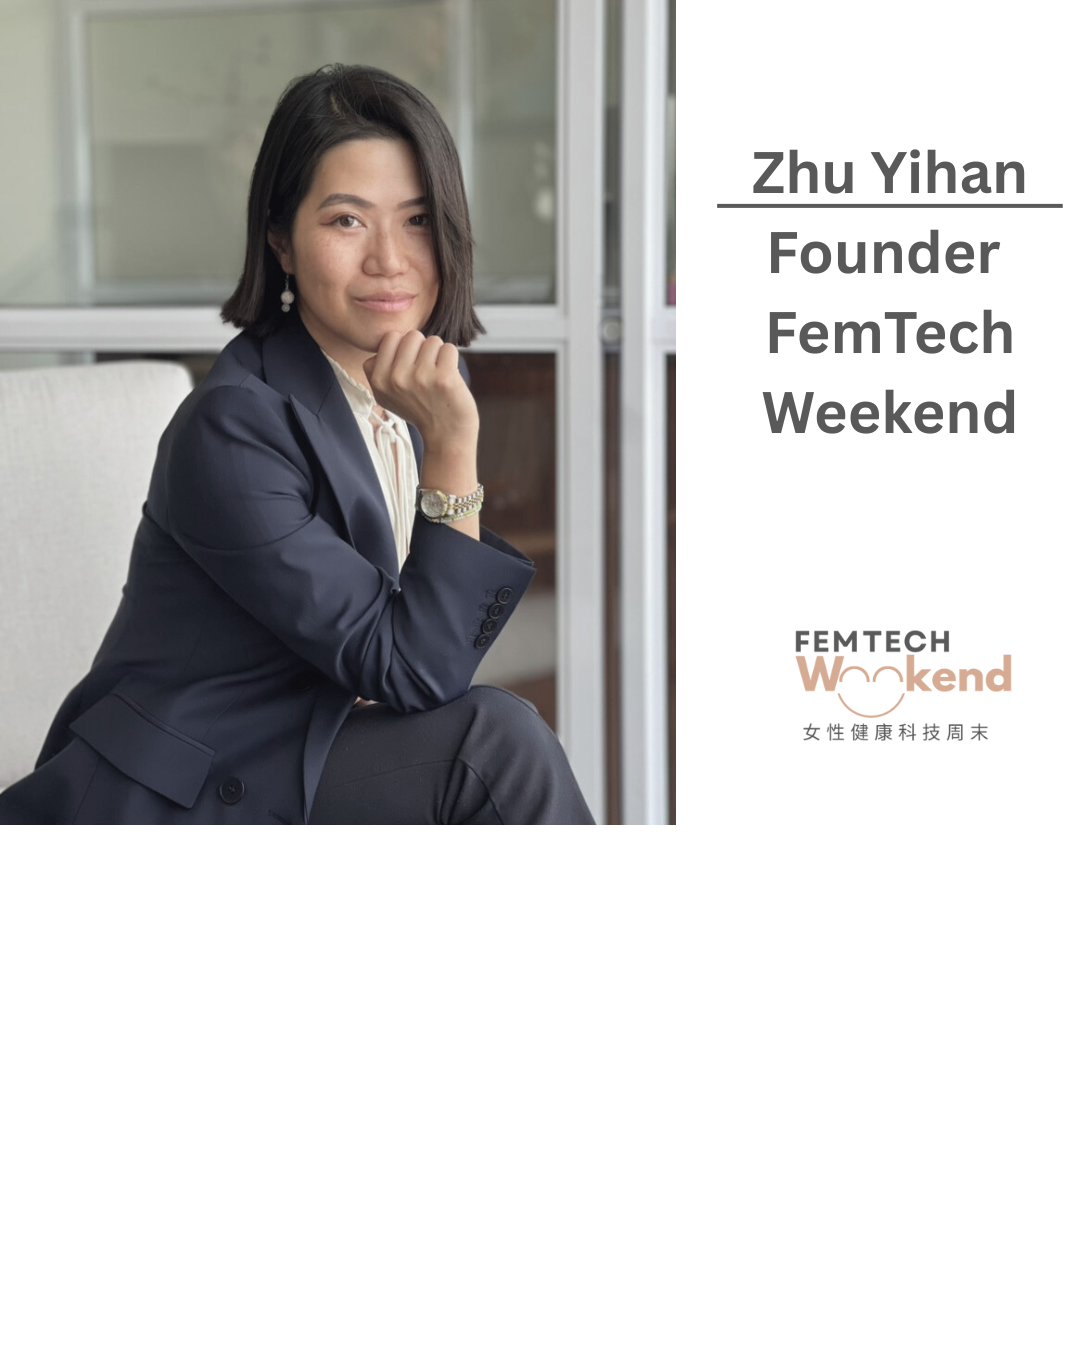 Zhu Yihan
Founder
FemTech
Weekend
FEMTECH
Weekend
女性健康科技周末